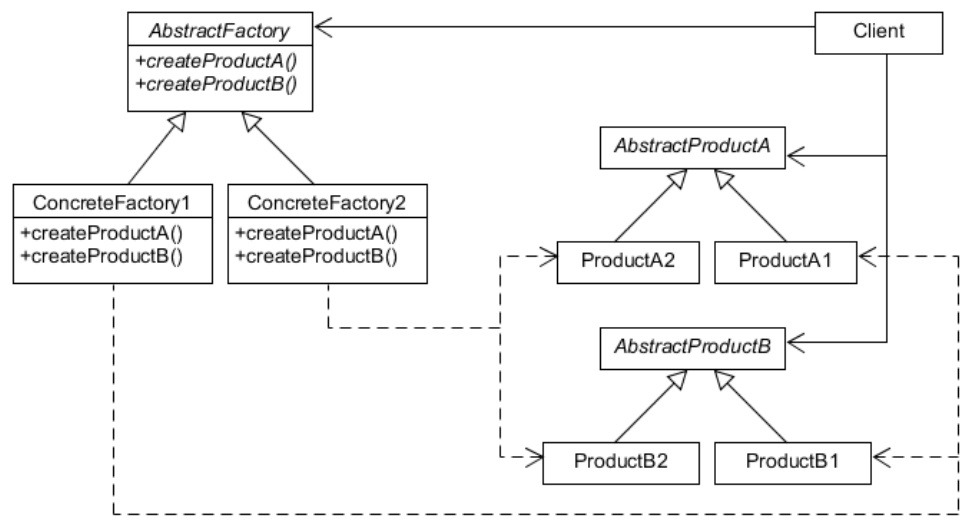 AbstractFactory
+createProductA()
+createProductB()
Client
AbstractProductA
ConcreteFactory1
+createProductA()
+createProductB()
ConcreteFactory2
+createProductA()
+createProductB()
ProductA2
ProductA1
AbstractProductB
ProductB2
ProductB1